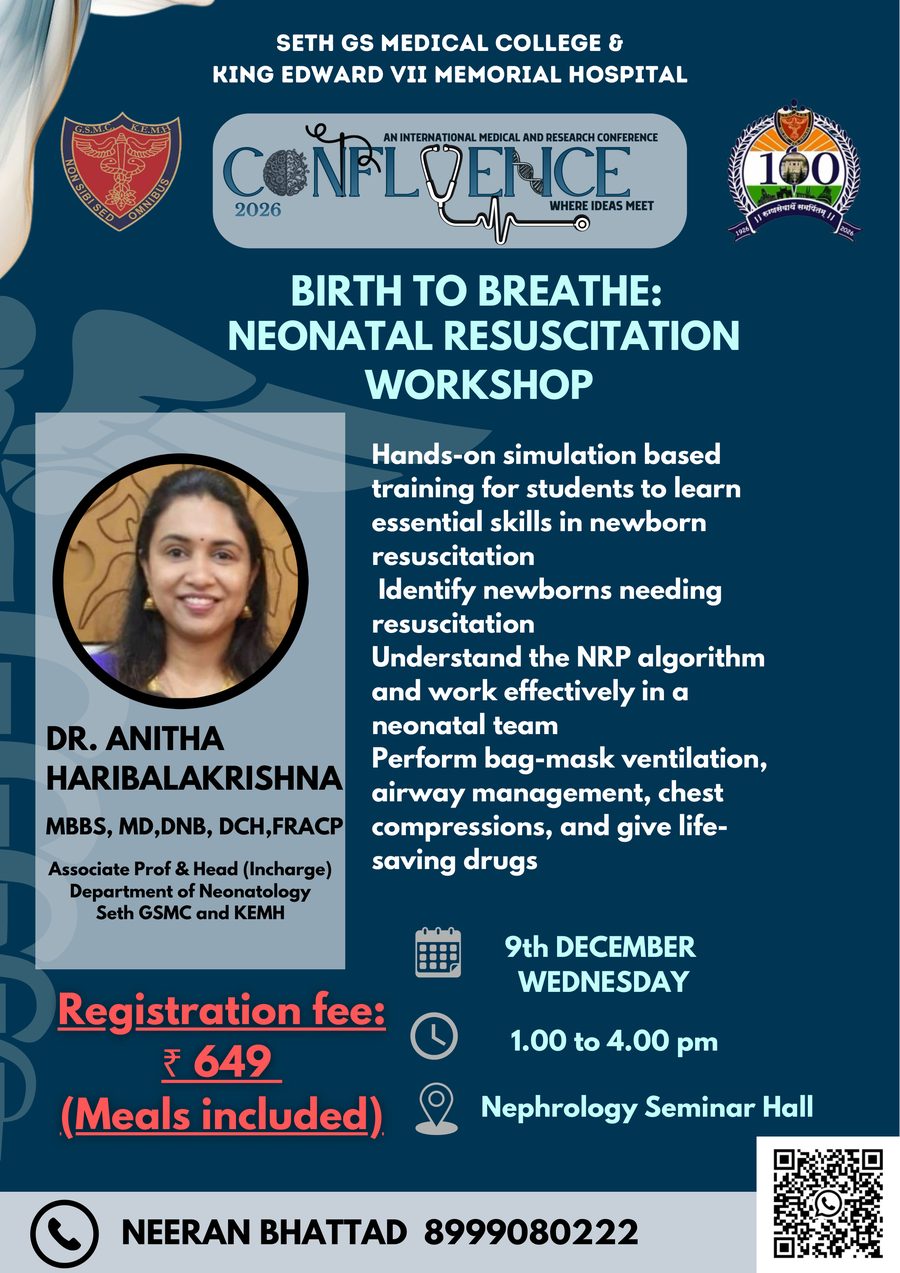 SETH GS MEDICAL COLLEGE &
KING EDWARD VII MEMORIAL HOSPITAL
G.S.M.C. K.E.M.H.
NON SIBI SED OMNIBUS
AN INTERNATIONAL MEDICAL AND RESEARCH CONFERENCE
CONFLUENCE
2026
WHERE IDEAS MEET
100
1926
2026
BIRTH TO BREATHE:
NEONATAL RESUSCITATION
WORKSHOP
Hands-on simulation based
training for students to learn
essential skills in newborn
resuscitation
Identify newborns needing
resuscitation
Understand the NRP algorithm
and work effectively in a
neonatal team
Perform bag-mask ventilation,
airway management, chest
compressions, and give life-
saving drugs
DR. ANITHA
HARIBALAKRISHNA
MBBS, MD,DNB, DCH,FRACP
Associate Prof & Head (Incharge)
Department of Neonatology
Seth GSMC and KEMH
9th DECEMBER
WEDNESDAY
1.00 to 4.00 pm
Nephrology Seminar Hall
Registration fee:
₹ 649
(Meals included)
NEERAN BHATTAD 8999080222